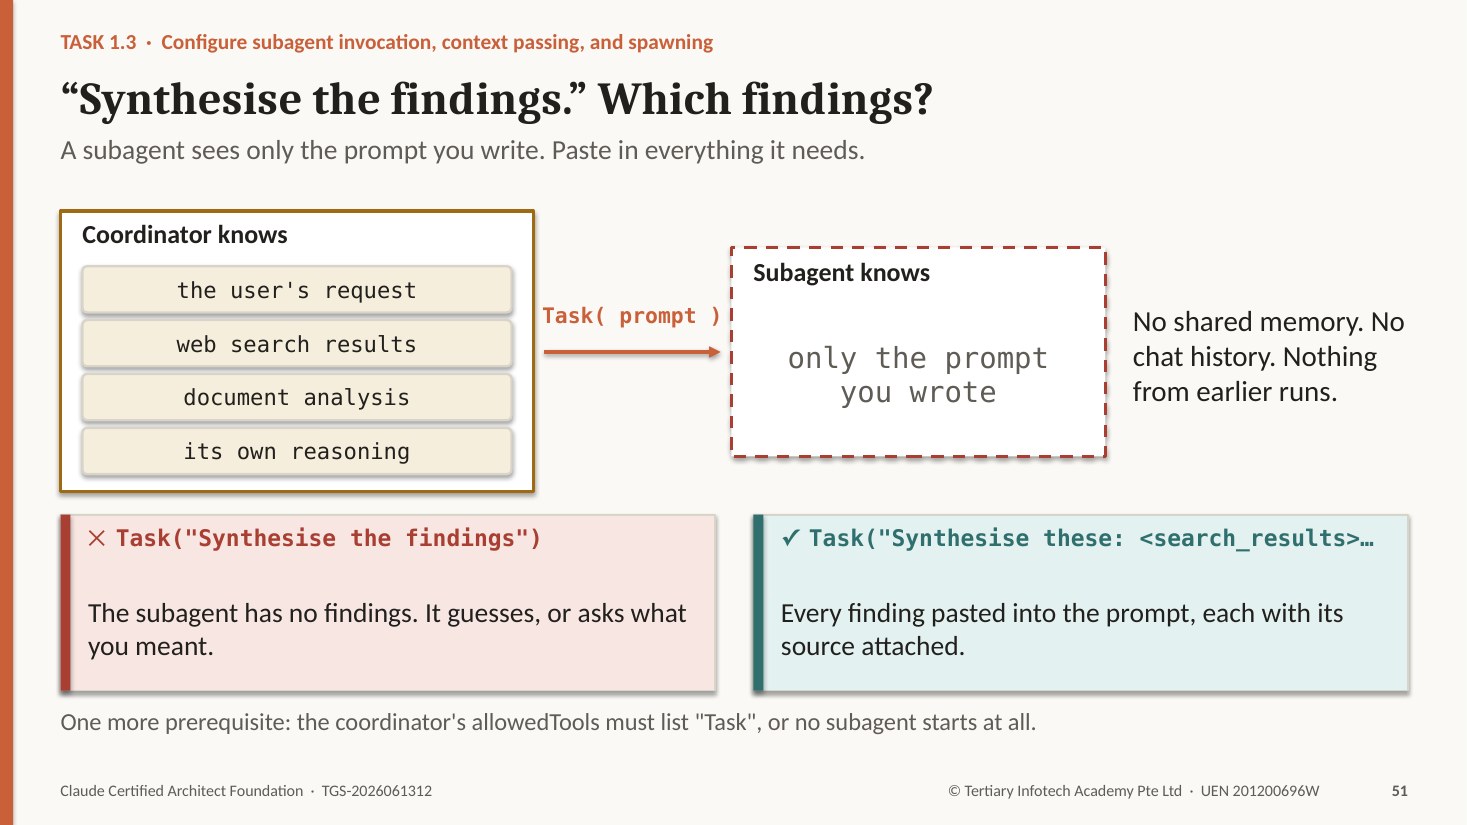 TASK 1.3 · Configure subagent invocation, context passing, and spawning
“Synthesise the findings.” Which findings?
A subagent sees only the prompt you write. Paste in everything it needs.
Coordinator knows
the user's request
web search results
document analysis
its own reasoning
Task( prompt )
Subagent knows
only the prompt
you wrote
No shared memory. No
chat history. Nothing
from earlier runs.
✕ Task("Synthesise the findings")
The subagent has no findings. It guesses, or asks what
you meant.
✓ Task("Synthesise these: <search_results>…
Every finding pasted into the prompt, each with its
source attached.
One more prerequisite: the coordinator's allowedTools must list "Task", or no subagent starts at all.
Claude Certified Architect Foundation · TGS-2026061312
© Tertiary Infotech Academy Pte Ltd · UEN 201200696W
51